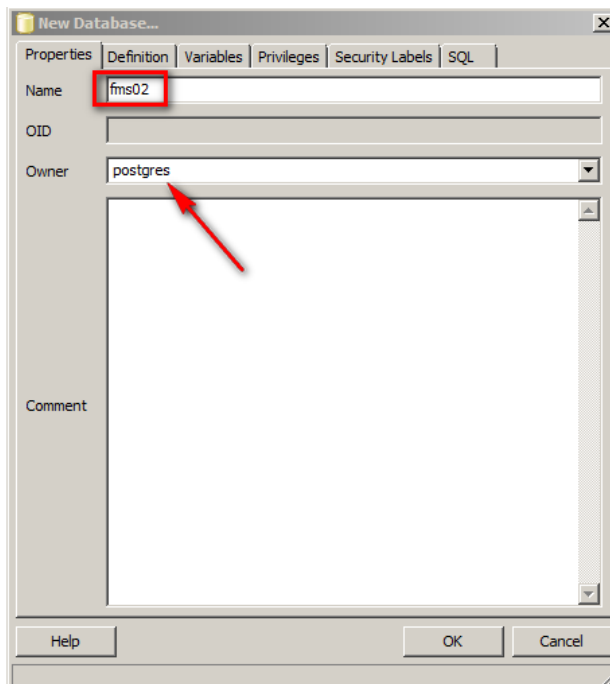 New Database...
Properties Definition Variables Privileges Security Labels SQL
Name fms02
OID
Owner postgres
Comment
Help OK Cancel